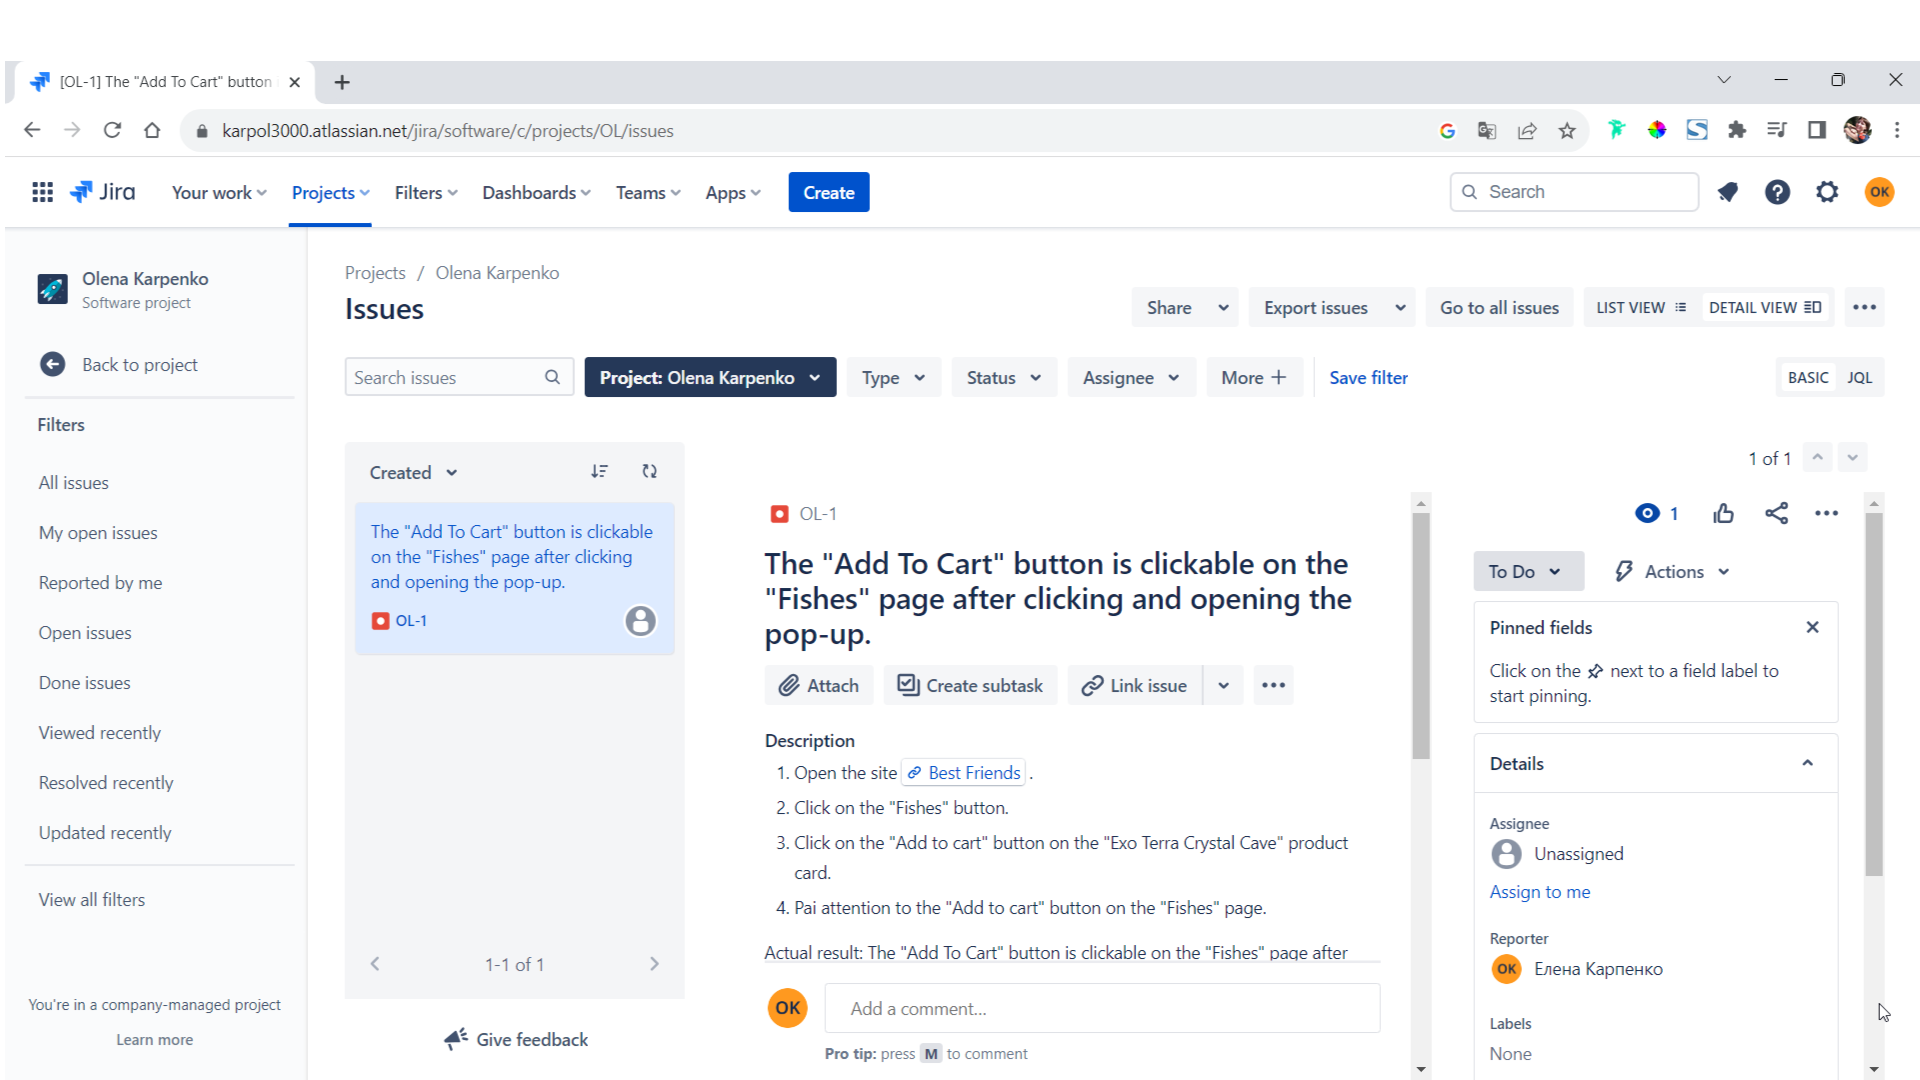 [OL-1] The "Add To Cart" button
karpol3000.atlassian.net/jira/software/c/projects/OL/issues
Jira
Your work
Projects
Filters
Dashboards
Teams
Apps
Create
Search
OK
Olena Karpenko
Software project
Back to project
Filters
All issues
My open issues
Reported by me
Open issues
Done issues
Viewed recently
Resolved recently
Updated recently
View all filters
You're in a company-managed project
Learn more
Projects / Olena Karpenko
Issues
Share
Export issues
Go to all issues
LIST VIEW
DETAIL VIEW
Search issues
Project: Olena Karpenko
Type
Status
Assignee
More
Save filter
BASIC
JQL
Created
The "Add To Cart" button is clickable
on the "Fishes" page after clicking
and opening the pop-up.
OL-1
1-1 of 1
Give feedback
1 of 1
OL-1
The "Add To Cart" button is clickable on the
"Fishes" page after clicking and opening the
pop-up.
Attach
Create subtask
Link issue
Description
1. Open the site Best Friends .
2. Click on the "Fishes" button.
3. Click on the "Add to cart" button on the "Exo Terra Crystal Cave" product
card.
4. Pai attention to the "Add to cart" button on the "Fishes" page.
Actual result: The "Add To Cart" button is clickable on the "Fishes" page after
OK
Add a comment...
Pro tip: press M to comment
1
To Do
Actions
Pinned fields
Click on the next to a field label to
start pinning.
Details
Assignee
Unassigned
Assign to me
Reporter
OK
Елена Карпенко
Labels
None